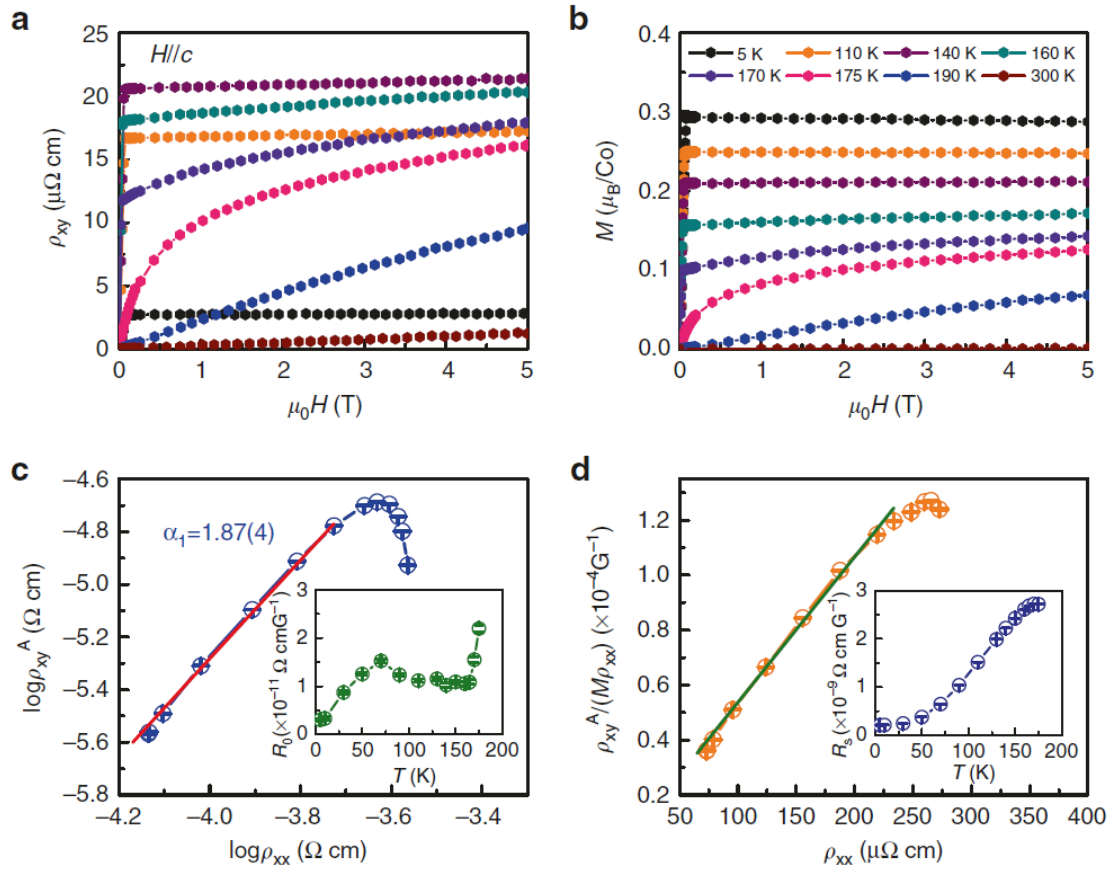 a
25
20
15
10
5
0
H//c
ρxy (μΩ cm)
0 1 2 3 4 5
μ0H (T)
b
0.4
0.3
0.2
0.1
0.0
5 K 110 K 140 K 160 K
170 K 175 K 190 K 300 K
M (μB/Co)
0 1 2 3 4 5
μ0H (T)
c
−4.6
−4.8
−5.0
−5.2
−5.4
−5.6
−5.8
α1=1.87(4)
logρxyA (Ω cm)
−4.2 −4.0 −3.8 −3.6 −3.4
logρxx (Ω cm)
3
2
1
0
R0(×10−11 Ω cmG−1)
0 50 100 150 200
T (K)
d
1.2
1.0
0.8
0.6
0.4
0.2
ρxyA/(Mρxx) (×10−4G−1)
50 100 150 200 250 300 350 400
ρxx (μΩ cm)
3
2
1
0
Rs (×10−9 Ω cm G−1)
0 50 100 150 200
T (K)